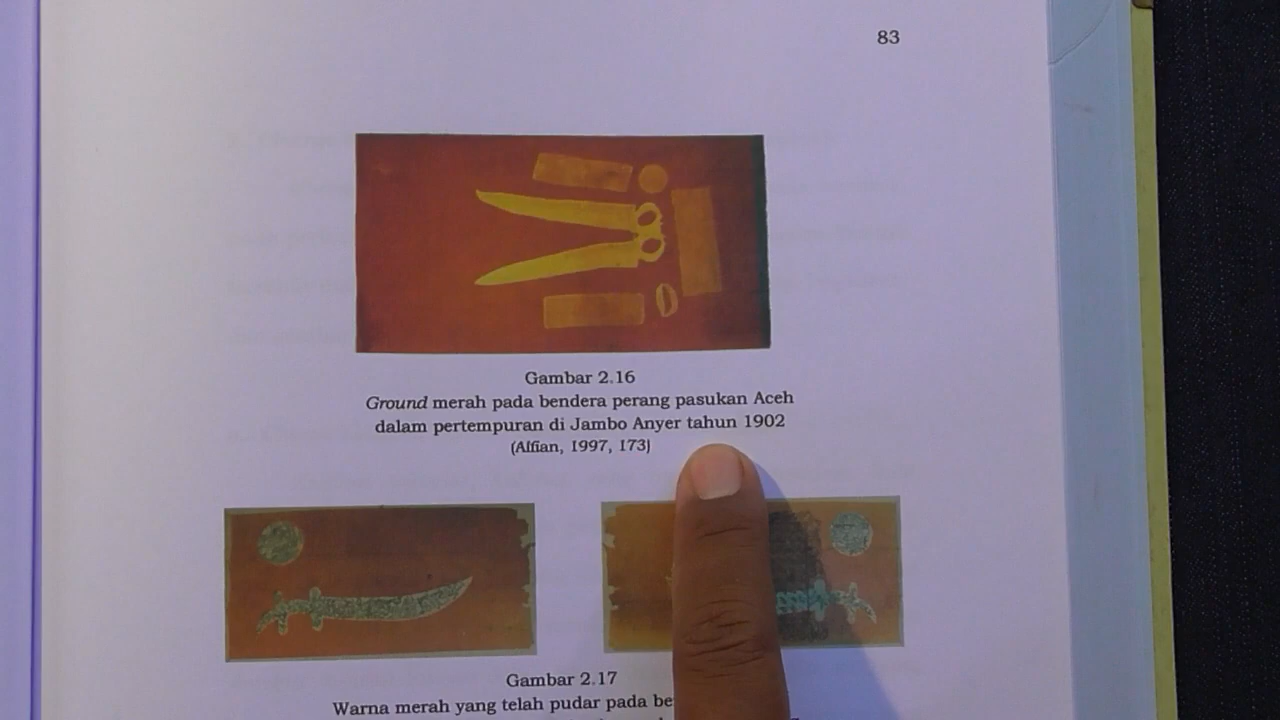 83
Gambar 2.16
Ground merah pada bendera perang pasukan Aceh
dalam pertempuran di Jambo Anyer tahun 1902
(Alfian, 1997, 173)
Gambar 2.17
Warna merah yang telah pudar pada